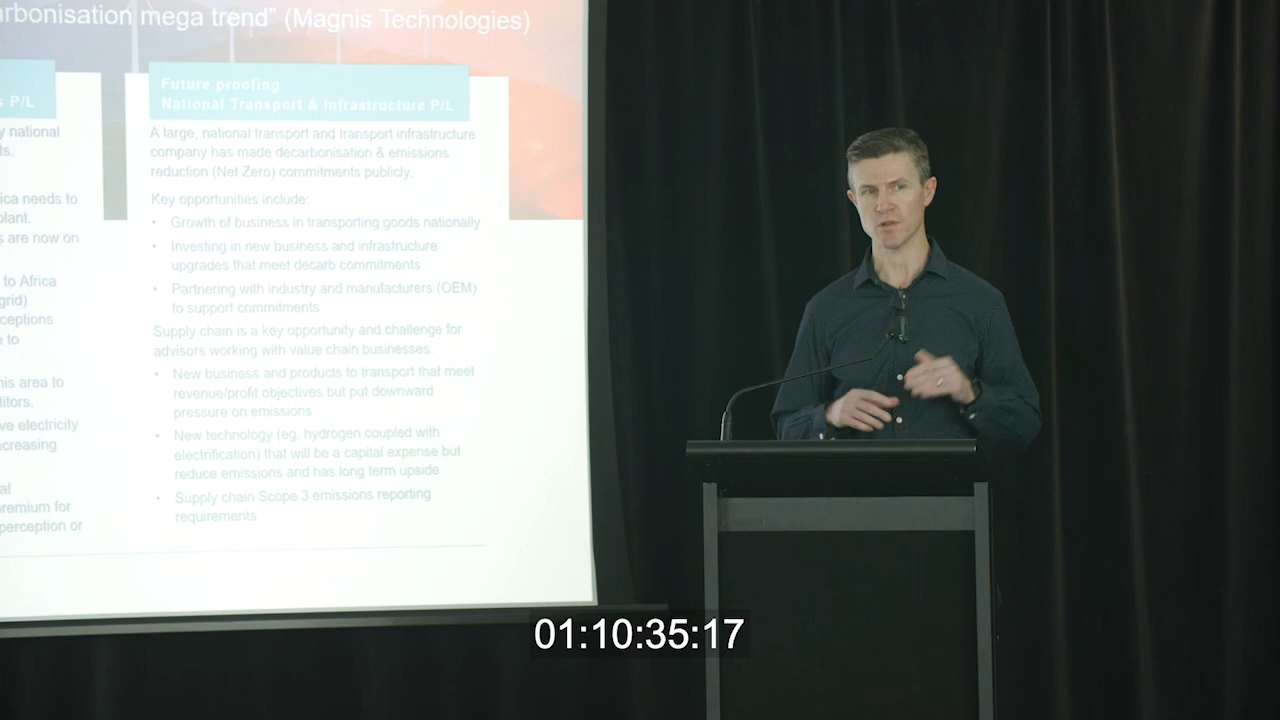 rbonisation mega trend” (Magnis Technologies)
P/L
national
ts.
ica needs to
plant.
s are now on
to Africa
grid)
ceptions
e to
his area to
titors.
ve electricity
ncreasing
al
premium for
perception or
Future proofing
National Transport & Infrastructure P/L
A large, national transport and transport infrastructure
company has made decarbonisation & emissions
reduction (Net Zero) commitments publicly.
Key opportunities include:
• Growth of business in transporting goods nationally
• Investing in new business and infrastructure
upgrades that meet decarb commitments
• Partnering with industry and manufacturers (OEM)
to support commitments
Supply chain is a key opportunity and challenge for
advisors working with value chain businesses.
• New business and products to transport that meet
revenue/profit objectives but put downward
pressure on emissions
• New technology (eg. hydrogen coupled with
electrification) that will be a capital expense but
reduce emissions and has long term upside
• Supply chain Scope 3 emissions reporting
requirements
01:10:35:17